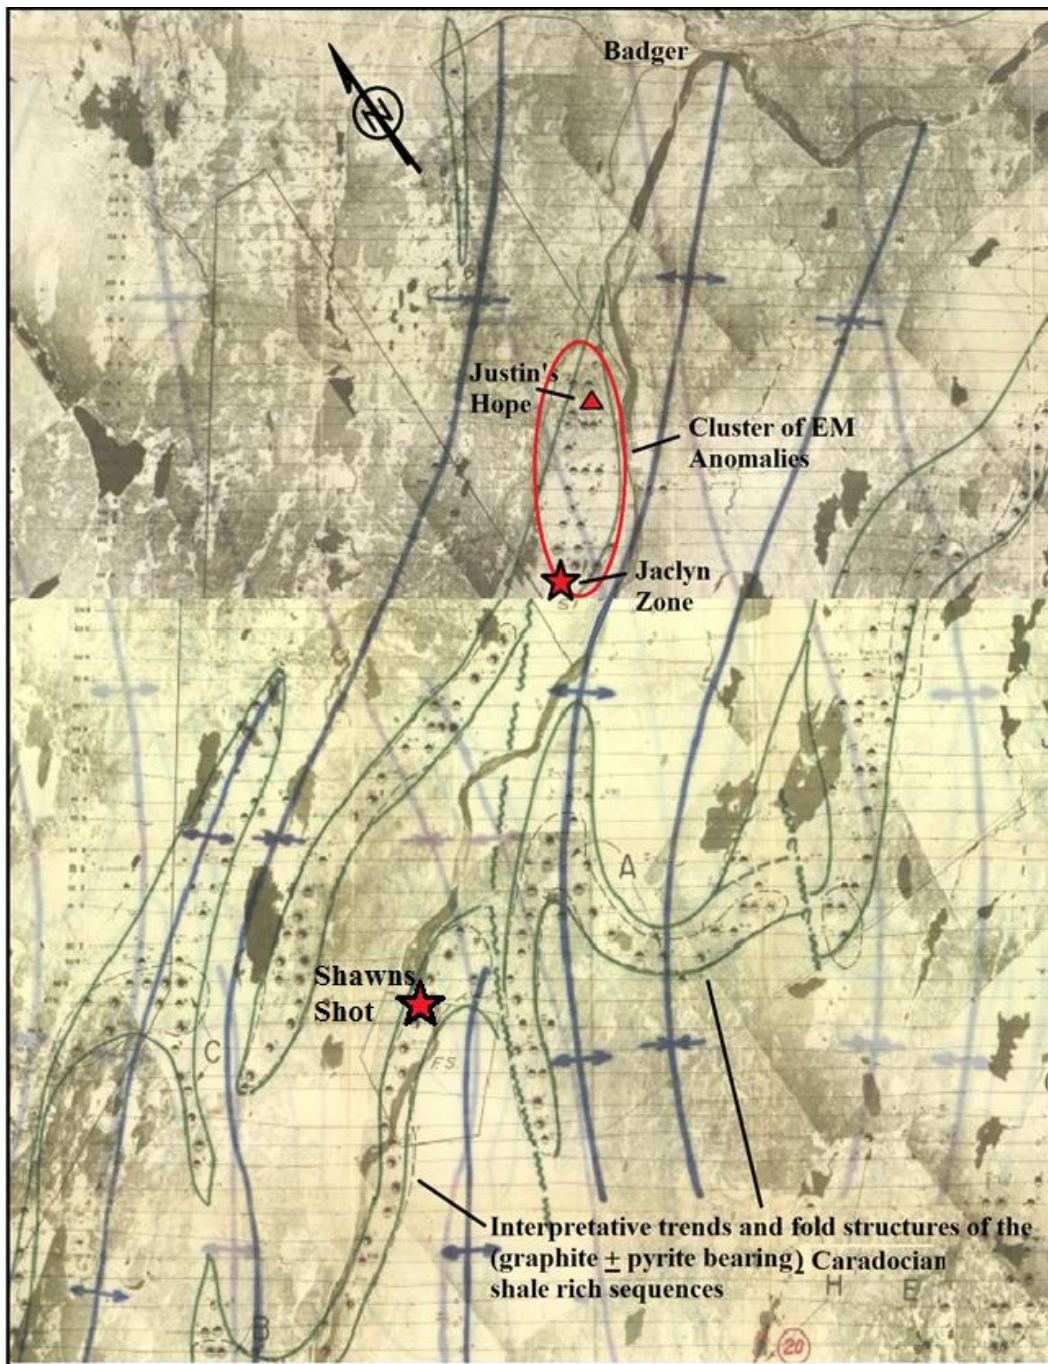 Badger
Justin's
Hope
Cluster of EM
Anomalies
Jaclyn
Zone
A
Shawns
Shot
C
F.S.
Interpretative trends and fold structures of the
(graphite ± pyrite bearing) Caradocian
shale rich sequences
H E
B
20